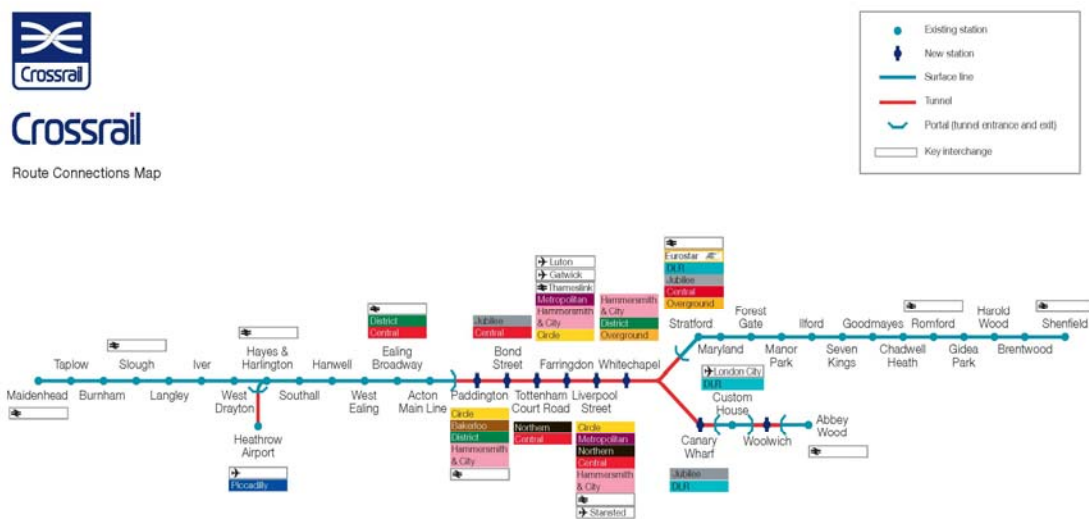 Crossrail
Crossrail
Route Connections Map
Existing station
New station
Surface line
Tunnel
Portal (tunnel entrance and exit)
Key interchange
Maidenhead
Taplow
Burnham
Slough
Langley
Iver
West
Drayton
Hayes &
Harlington
Heathrow
Airport
Piccadilly
Southall
Hanwell
West
Ealing
District
Central
Ealing
Broadway
Acton
Main Line
Paddington
Circle
Bakerloo
District
Hammersmith
& City
Jubilee
Central
Bond
Street
Tottenham
Court Road
Northern
Central
Luton
Gatwick
Thameslink
Metropolitan
Hammersmith
& City
Circle
Farringdon
Liverpool
Street
Circle
Metropolitan
Northern
Central
Hammersmith
& City
Stansted
Hammersmith
& City
District
Overground
Whitechapel
Eurostar
DLR
Jubilee
Central
Overground
Stratford
Maryland
Forest
Gate
Manor
Park
Ilford
Seven
Kings
Goodmayes
Chadwell
Heath
Romford
Gidea
Park
Harold
Wood
Brentwood
Shenfield
Canary
Wharf
Jubilee
DLR
London City
DLR
Custom
House
Woolwich
Abbey
Wood